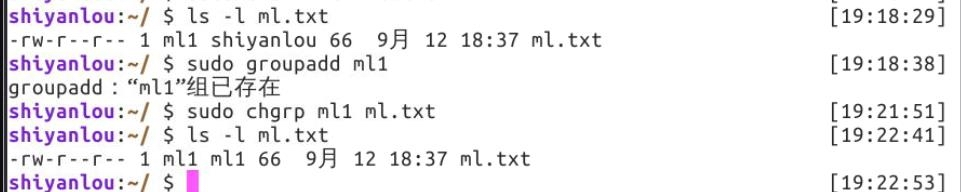 shiyanlou:~/ $ ls -l ml.txt [19:18:29]
-rw-r--r-- 1 ml1 shiyanlou 66  9月 12 18:37 ml.txt
shiyanlou:~/ $ sudo groupadd ml1 [19:18:38]
groupadd：“ml1”组已存在
shiyanlou:~/ $ sudo chgrp ml1 ml.txt [19:21:51]
shiyanlou:~/ $ ls -l ml.txt [19:22:41]
-rw-r--r-- 1 ml1 ml1 66  9月 12 18:37 ml.txt
shiyanlou:~/ $ [19:22:53]